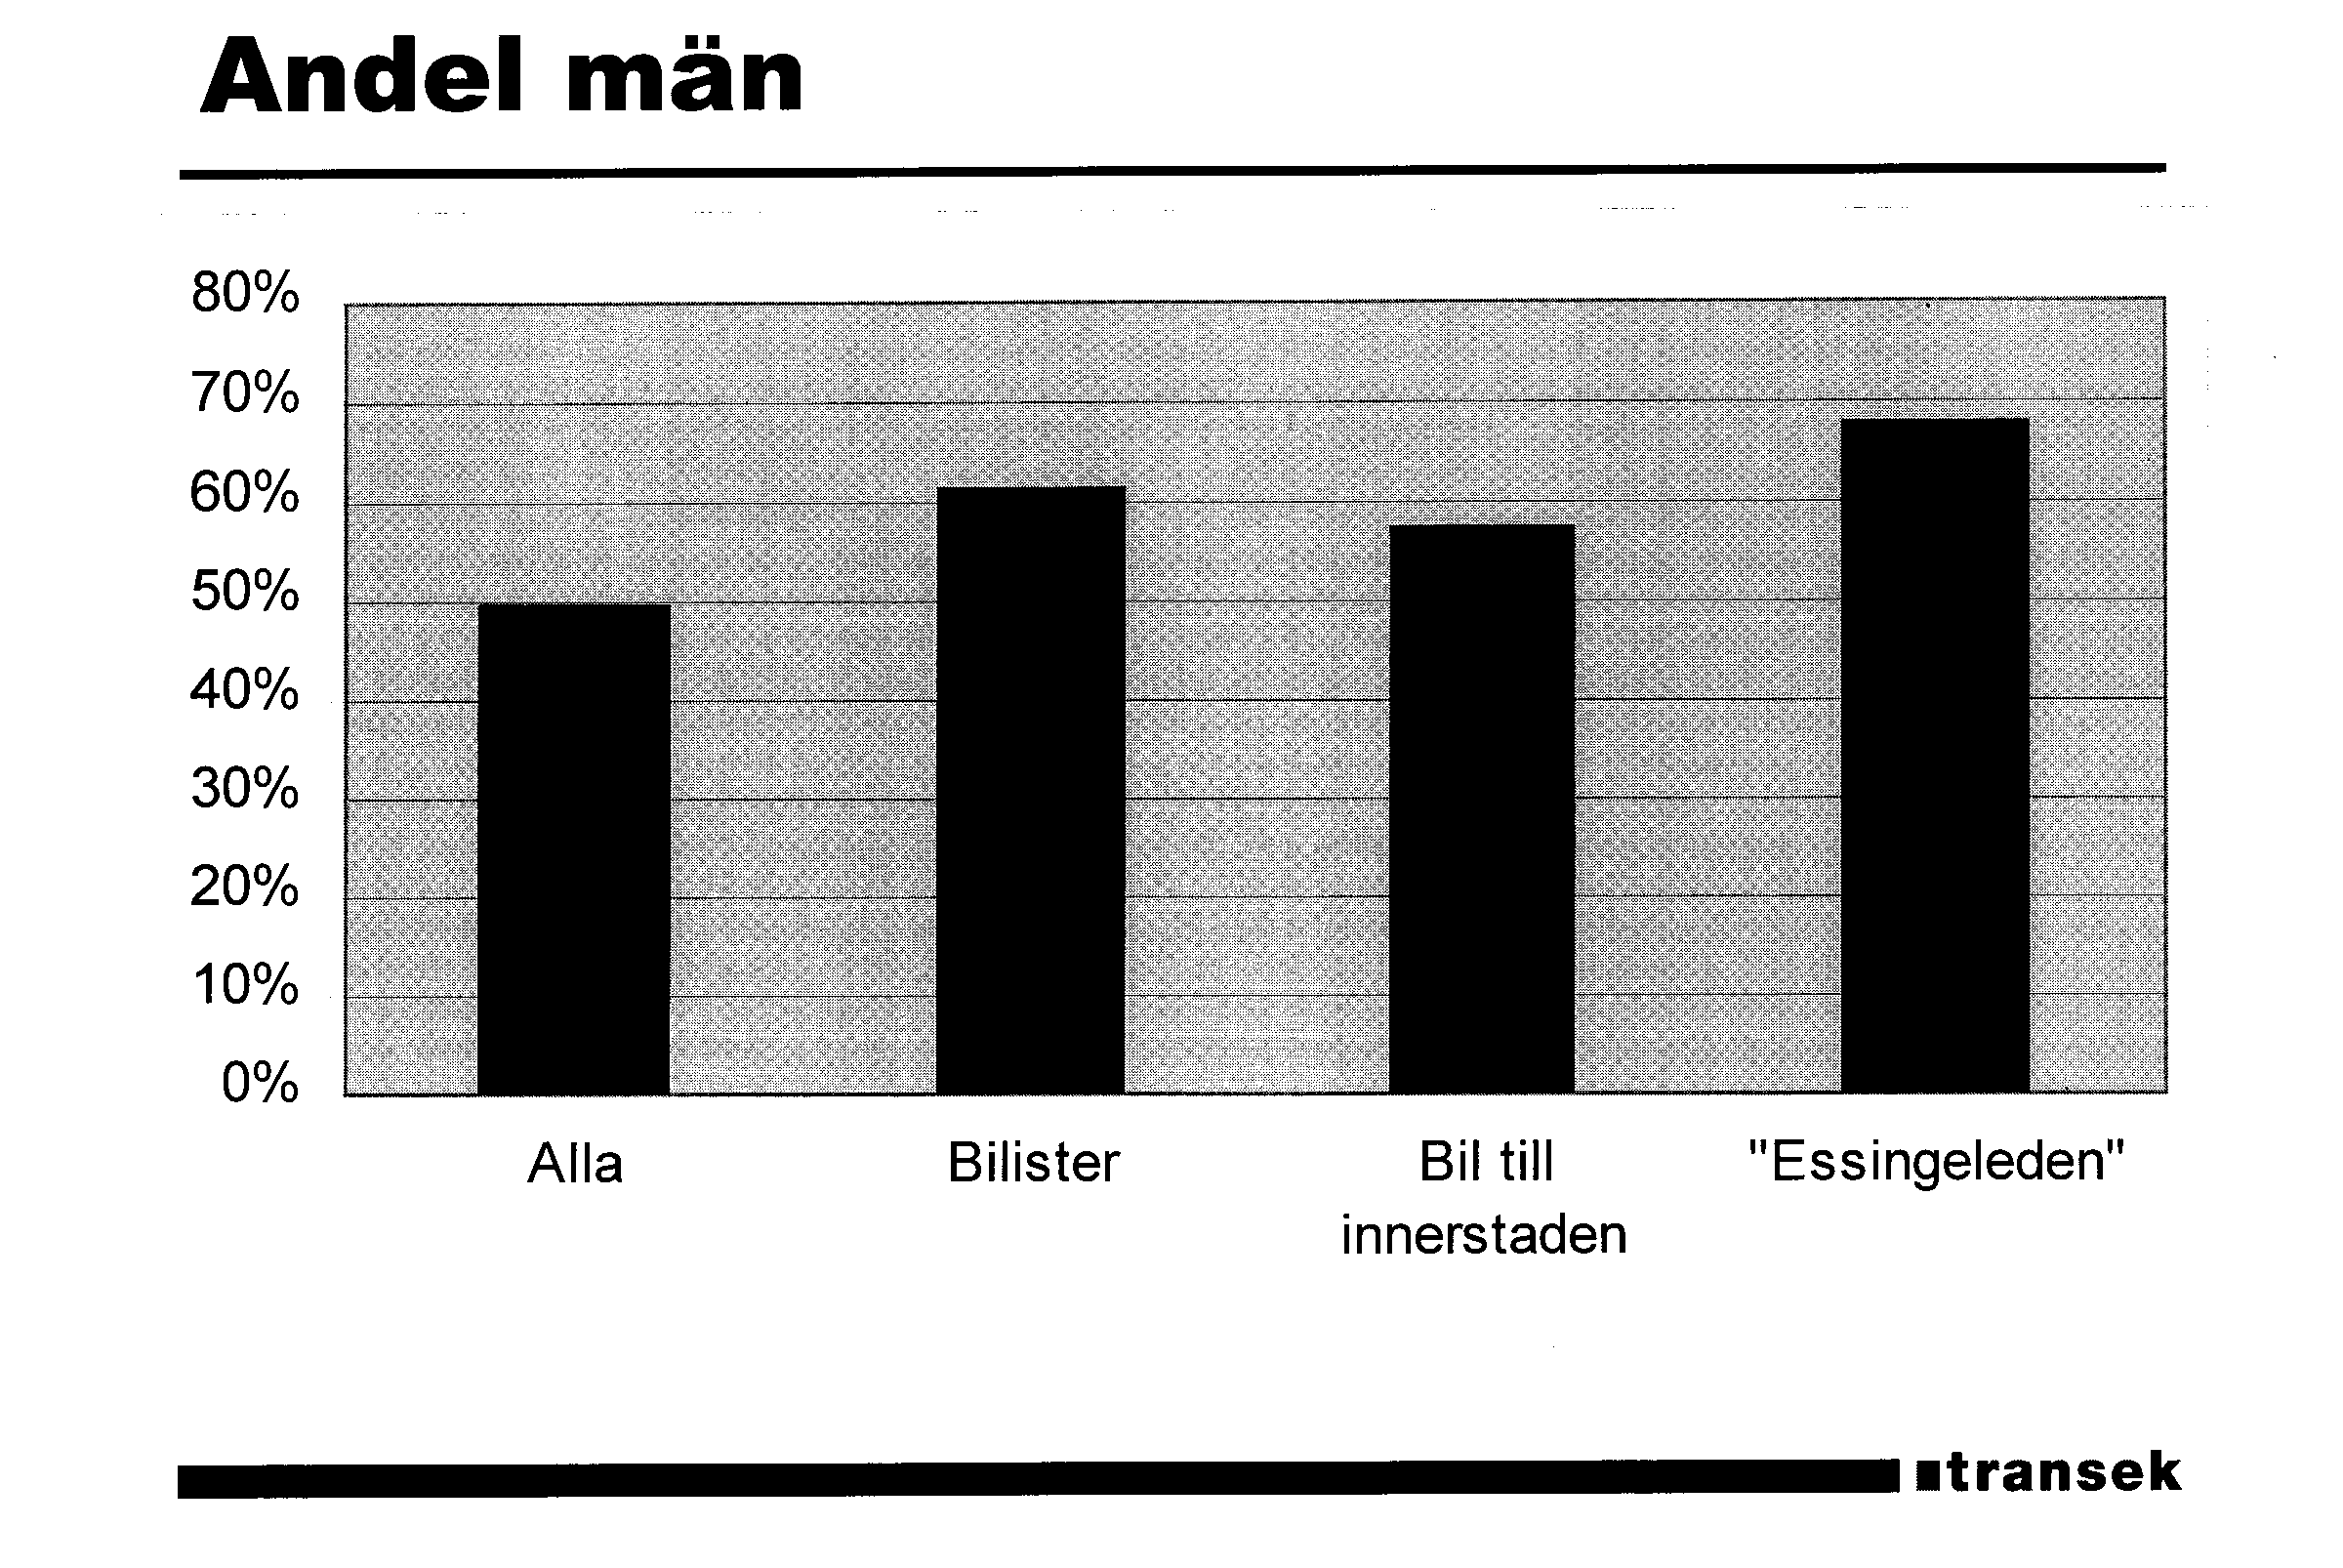 Andel män
80%
70%
60%
50%
40%
30%
20%
10%
0%
Alla
Bilister
Bil till
innerstaden
"Essingeleden"
transek